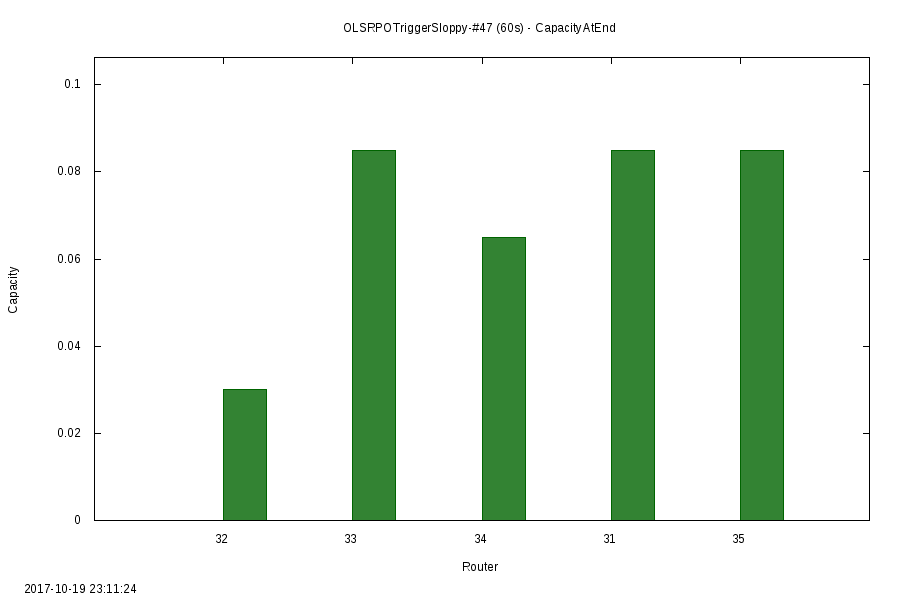 OLSRPOTriggerSloppy-#47 (60s) - CapacityAtEnd
0.1
0.08
0.06
0.04
0.02
0
Capacity
32 33 34 31 35
Router
2017-10-19 23:11:24